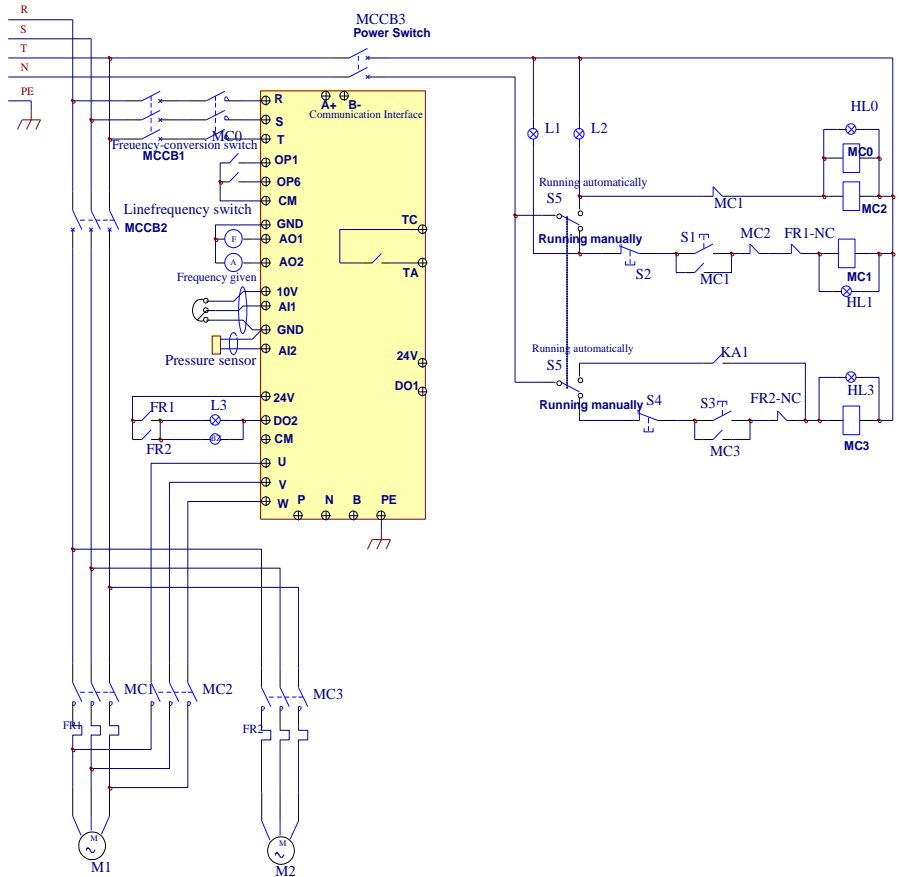 R
S
T
N
PE
MCCB3
Power Switch
R
S
T
OP1
OP6
CM
GND
AO1
AO2
10V
AI1
GND
AI2
24V
DO2
CM
U
V
W
A+
B-
Communication Interface
TC
TA
24V
DO1
P
N
B
PE
MC0
Freuency-conversion switch
MCCB1
Linefrequency switch
MCCB2
F
A
Frequency given
Pressure sensor
FR1
L3
FR2
BZ
L1
L2
HL0
MC0
MC2
Running automatically
S5
MC1
Running manually
S1
MC2
FR1-NC
S2
MC1
MC1
HL1
Running automatically
S5
KA1
HL3
Running manually
S4
S3
FR2-NC
MC3
MC3
MC1
MC2
MC3
FR1
FR2
M
M1
M
M2